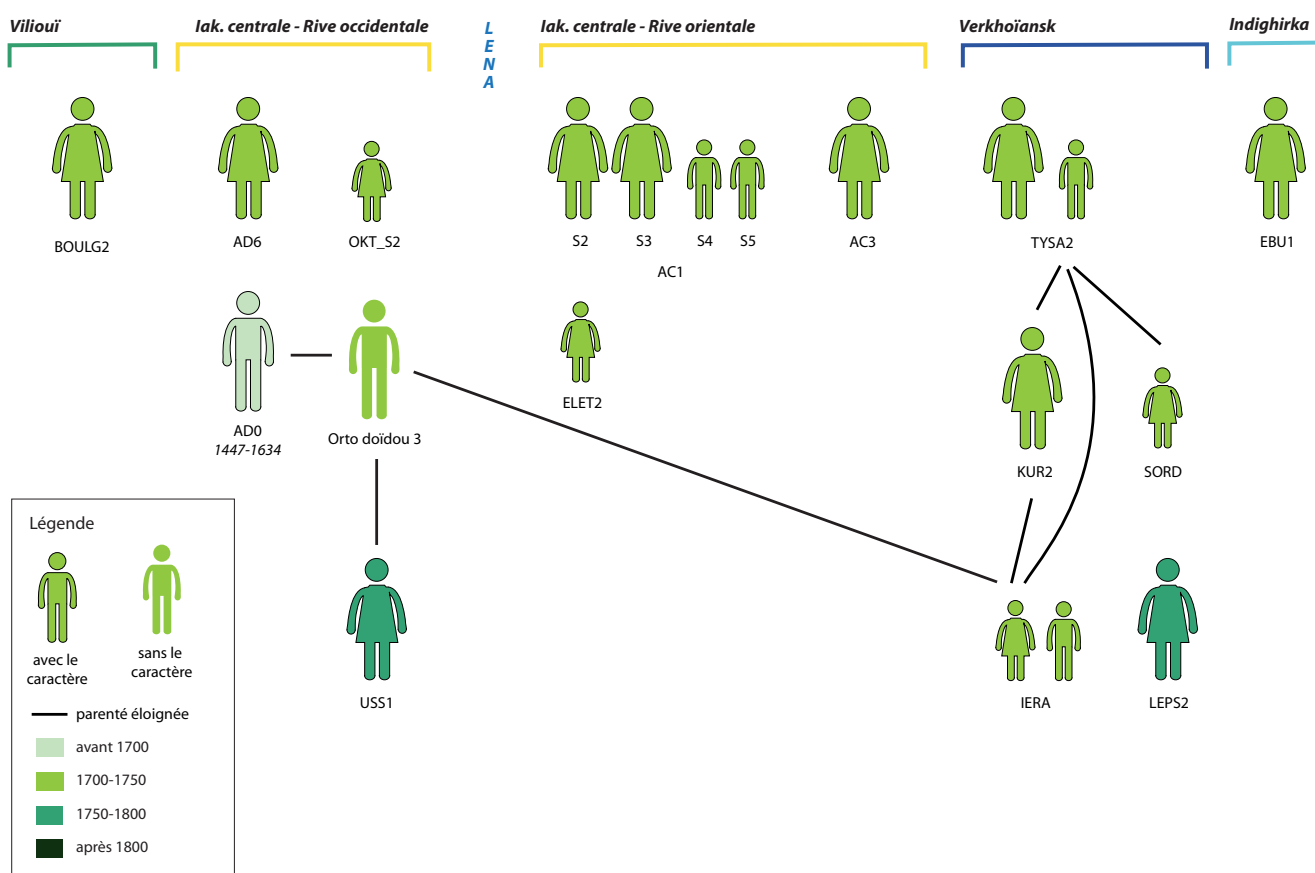 Viliouï
Iak. centrale - Rive occidentale
L
E
N
A
Iak. centrale - Rive orientale
Verkhoïansk
Indighirka
BOULG2
AD6
OKT_S2
S2
S3
S4
S5
AC1
AC3
TYSA2
EBU1
AD0
1447-1634
Orto doïdou 3
ELET2
KUR2
SORD
USS1
IERA
LEPS2
Légende
avec le
caractère
sans le
caractère
parenté éloignée
avant 1700
1700-1750
1750-1800
après 1800